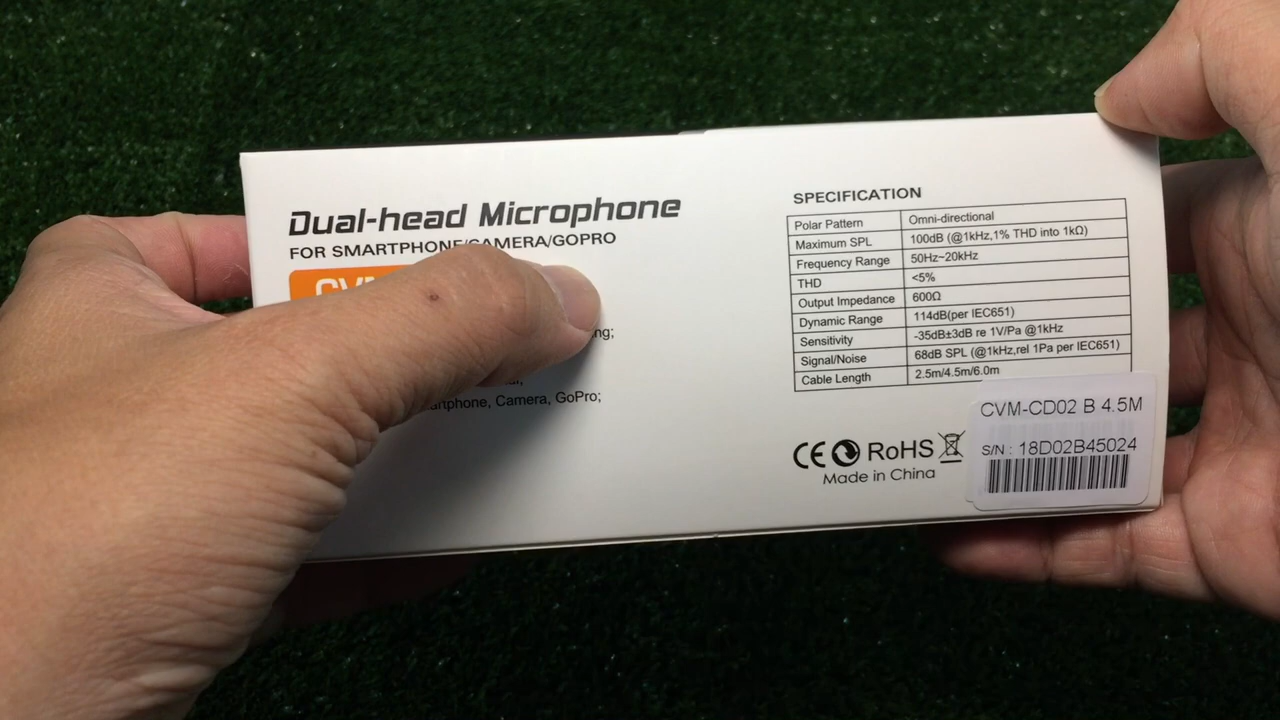 Dual-head Microphone
FOR SMARTPHONE/CAMERA/GOPRO
Camera, GoPro;
SPECIFICATION
Polar Pattern Omni-directional
Maximum SPL 100dB (@1kHz,1% THD into 1kΩ)
Frequency Range 50Hz~20kHz
THD <5%
Output Impedance 600Ω
Dynamic Range 114dB(per IEC651)
Sensitivity -35dB±3dB re 1V/Pa @1kHz
Signal/Noise 68dB SPL (@1kHz,rel 1Pa per IEC651)
Cable Length 2.5m/4.5m/6.0m
CE RoHS
Made in China
CVM-CD02 B 4.5M
S/N : 18D02B45024